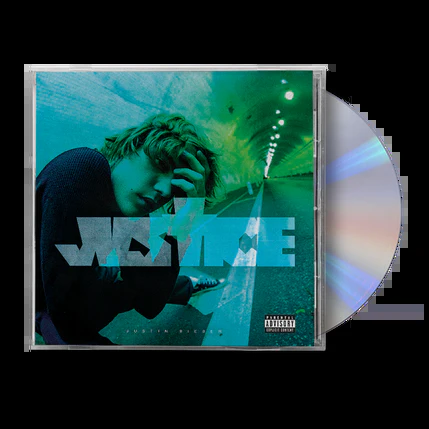 JUSTICE
JUSTIN BIEBER
PARENTAL
ADVISORY
EXPLICIT CONTENT